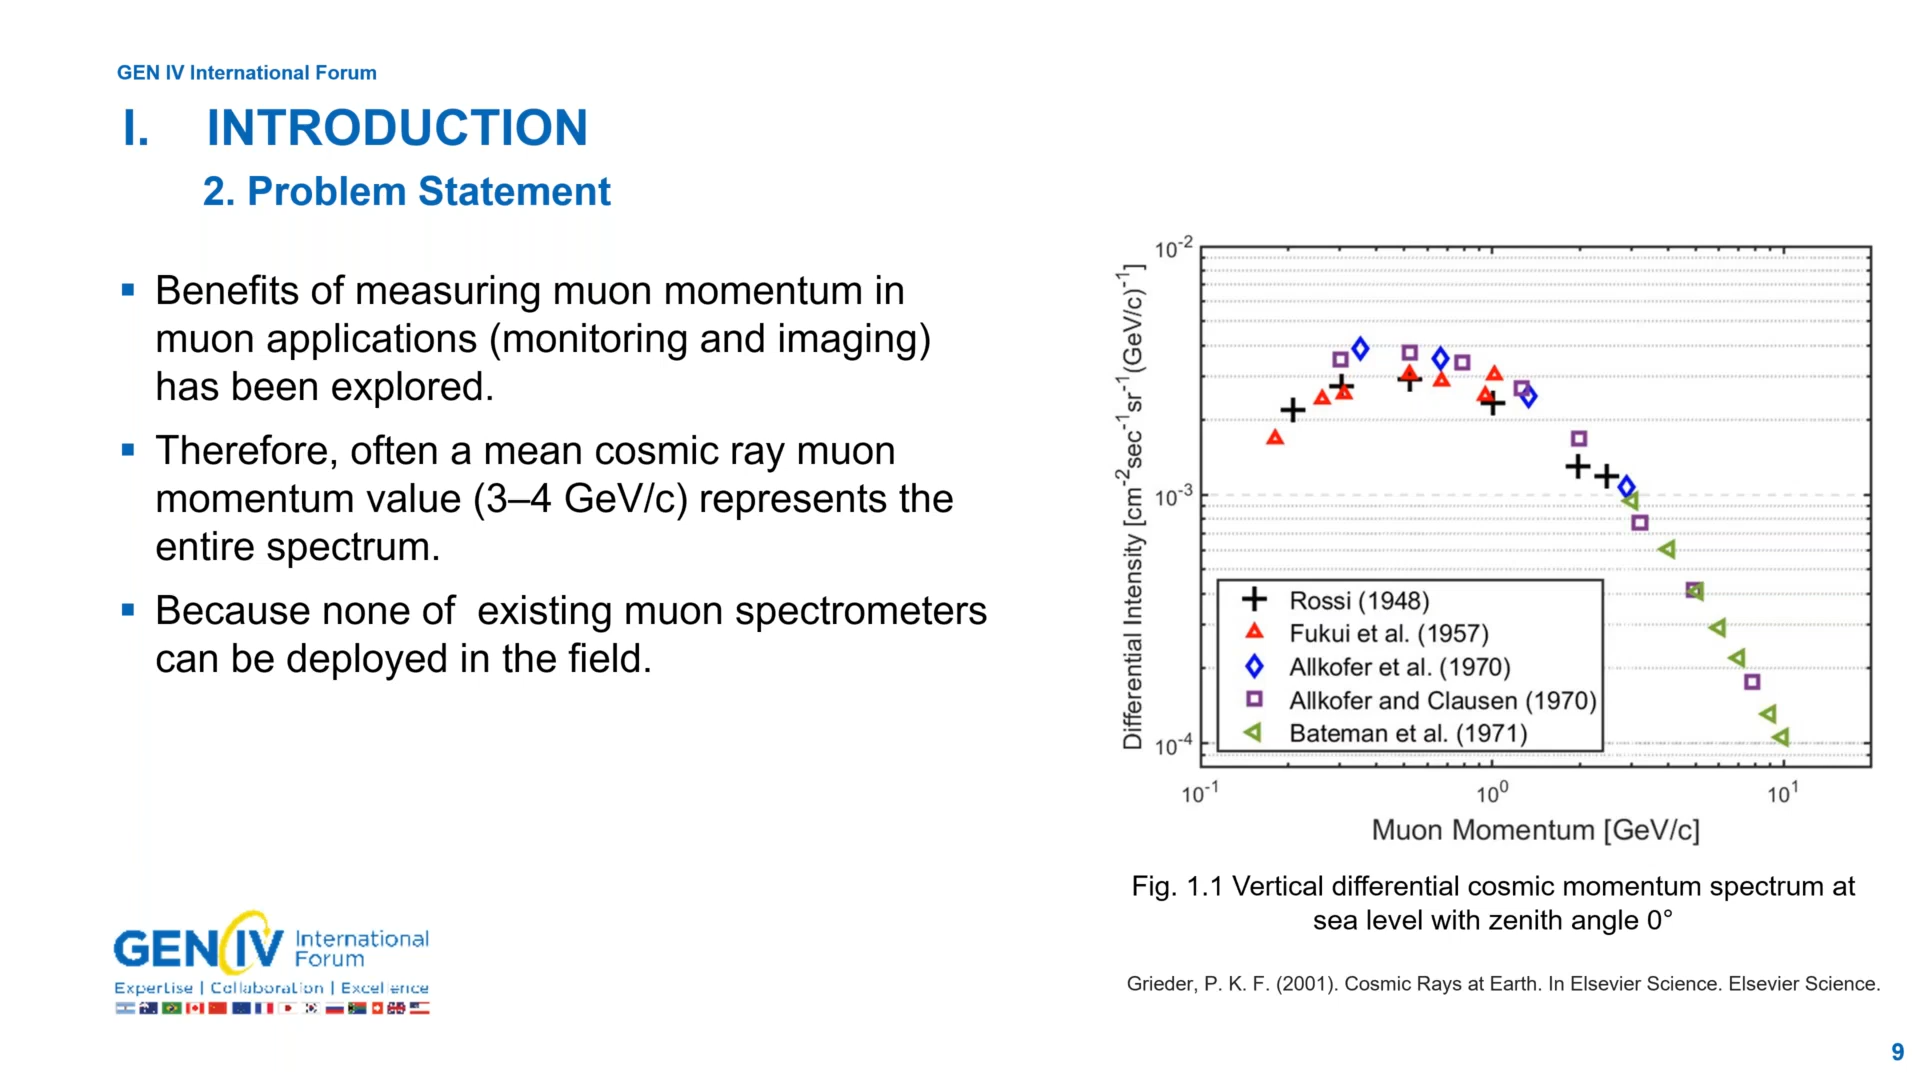 GEN IV International Forum
I. INTRODUCTION
2. Problem Statement
▪ Benefits of measuring muon momentum in
muon applications (monitoring and imaging)
has been explored.
▪ Therefore, often a mean cosmic ray muon
momentum value (3–4 GeV/c) represents the
entire spectrum.
▪ Because none of existing muon spectrometers
can be deployed in the field.
Differential Intensity [cm⁻²sec⁻¹sr⁻¹(GeV/c)⁻¹]
10⁻²
10⁻³
10⁻⁴
Rossi (1948)
Fukui et al. (1957)
Allkofer et al. (1970)
Allkofer and Clausen (1970)
Bateman et al. (1971)
10⁻¹ 10⁰ 10¹
Muon Momentum [GeV/c]
Fig. 1.1 Vertical differential cosmic momentum spectrum at
sea level with zenith angle 0°
Grieder, P. K. F. (2001). Cosmic Rays at Earth. In Elsevier Science. Elsevier Science.
GENIV International
Forum
Expertise | Collaboration | Excellence
9